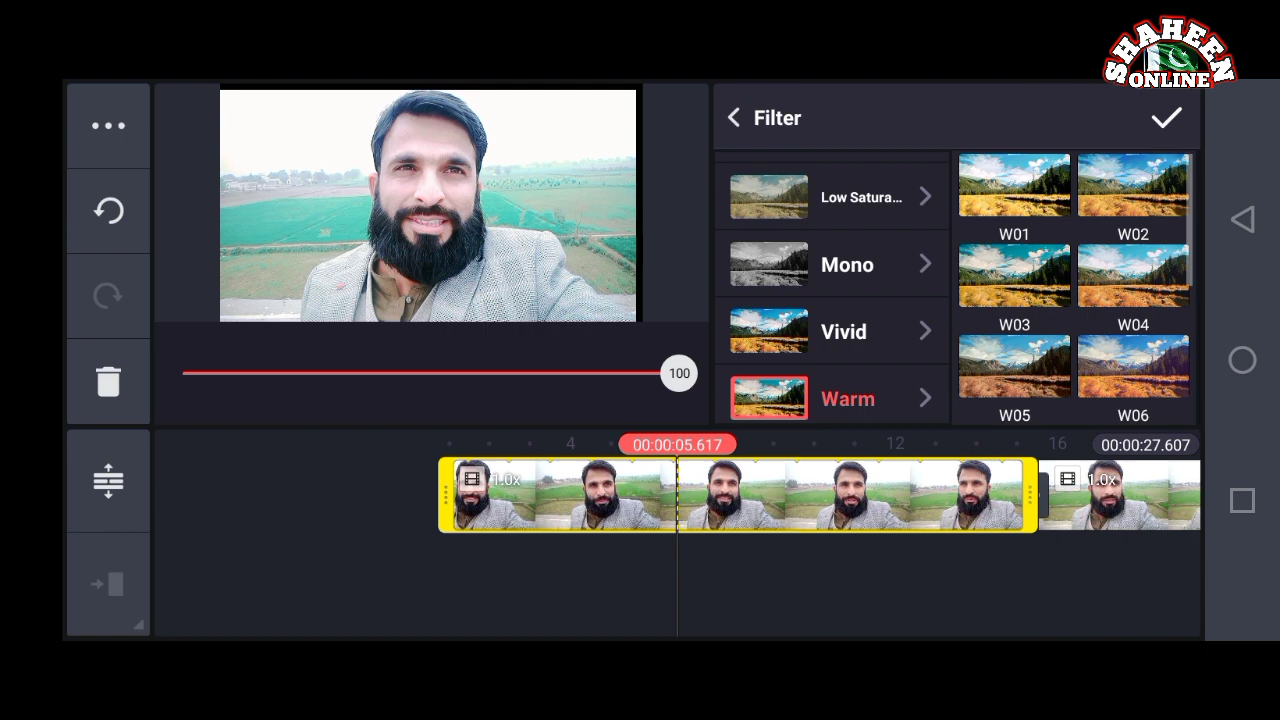 SHAHEEN
ONLINE
Filter
Low Satura...
Mono
Vivid
Warm
W01
W02
W03
W04
W05
W06
100
4
00:00:05.617
12
16
00:00:27.607
1.0x
1.0x